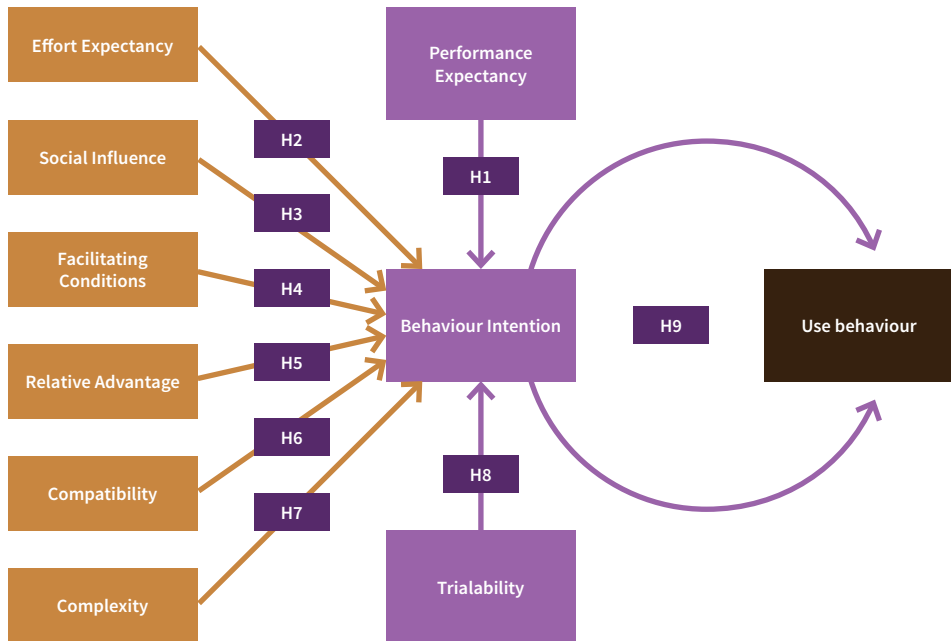 Effort Expectancy
Performance
Expectancy
H2
Social Influence
H1
H3
Facilitating
Conditions
H4
Behaviour Intention
H9
Use behaviour
H5
Relative Advantage
H6
Compatibility
H8
H7
Trialability
Complexity